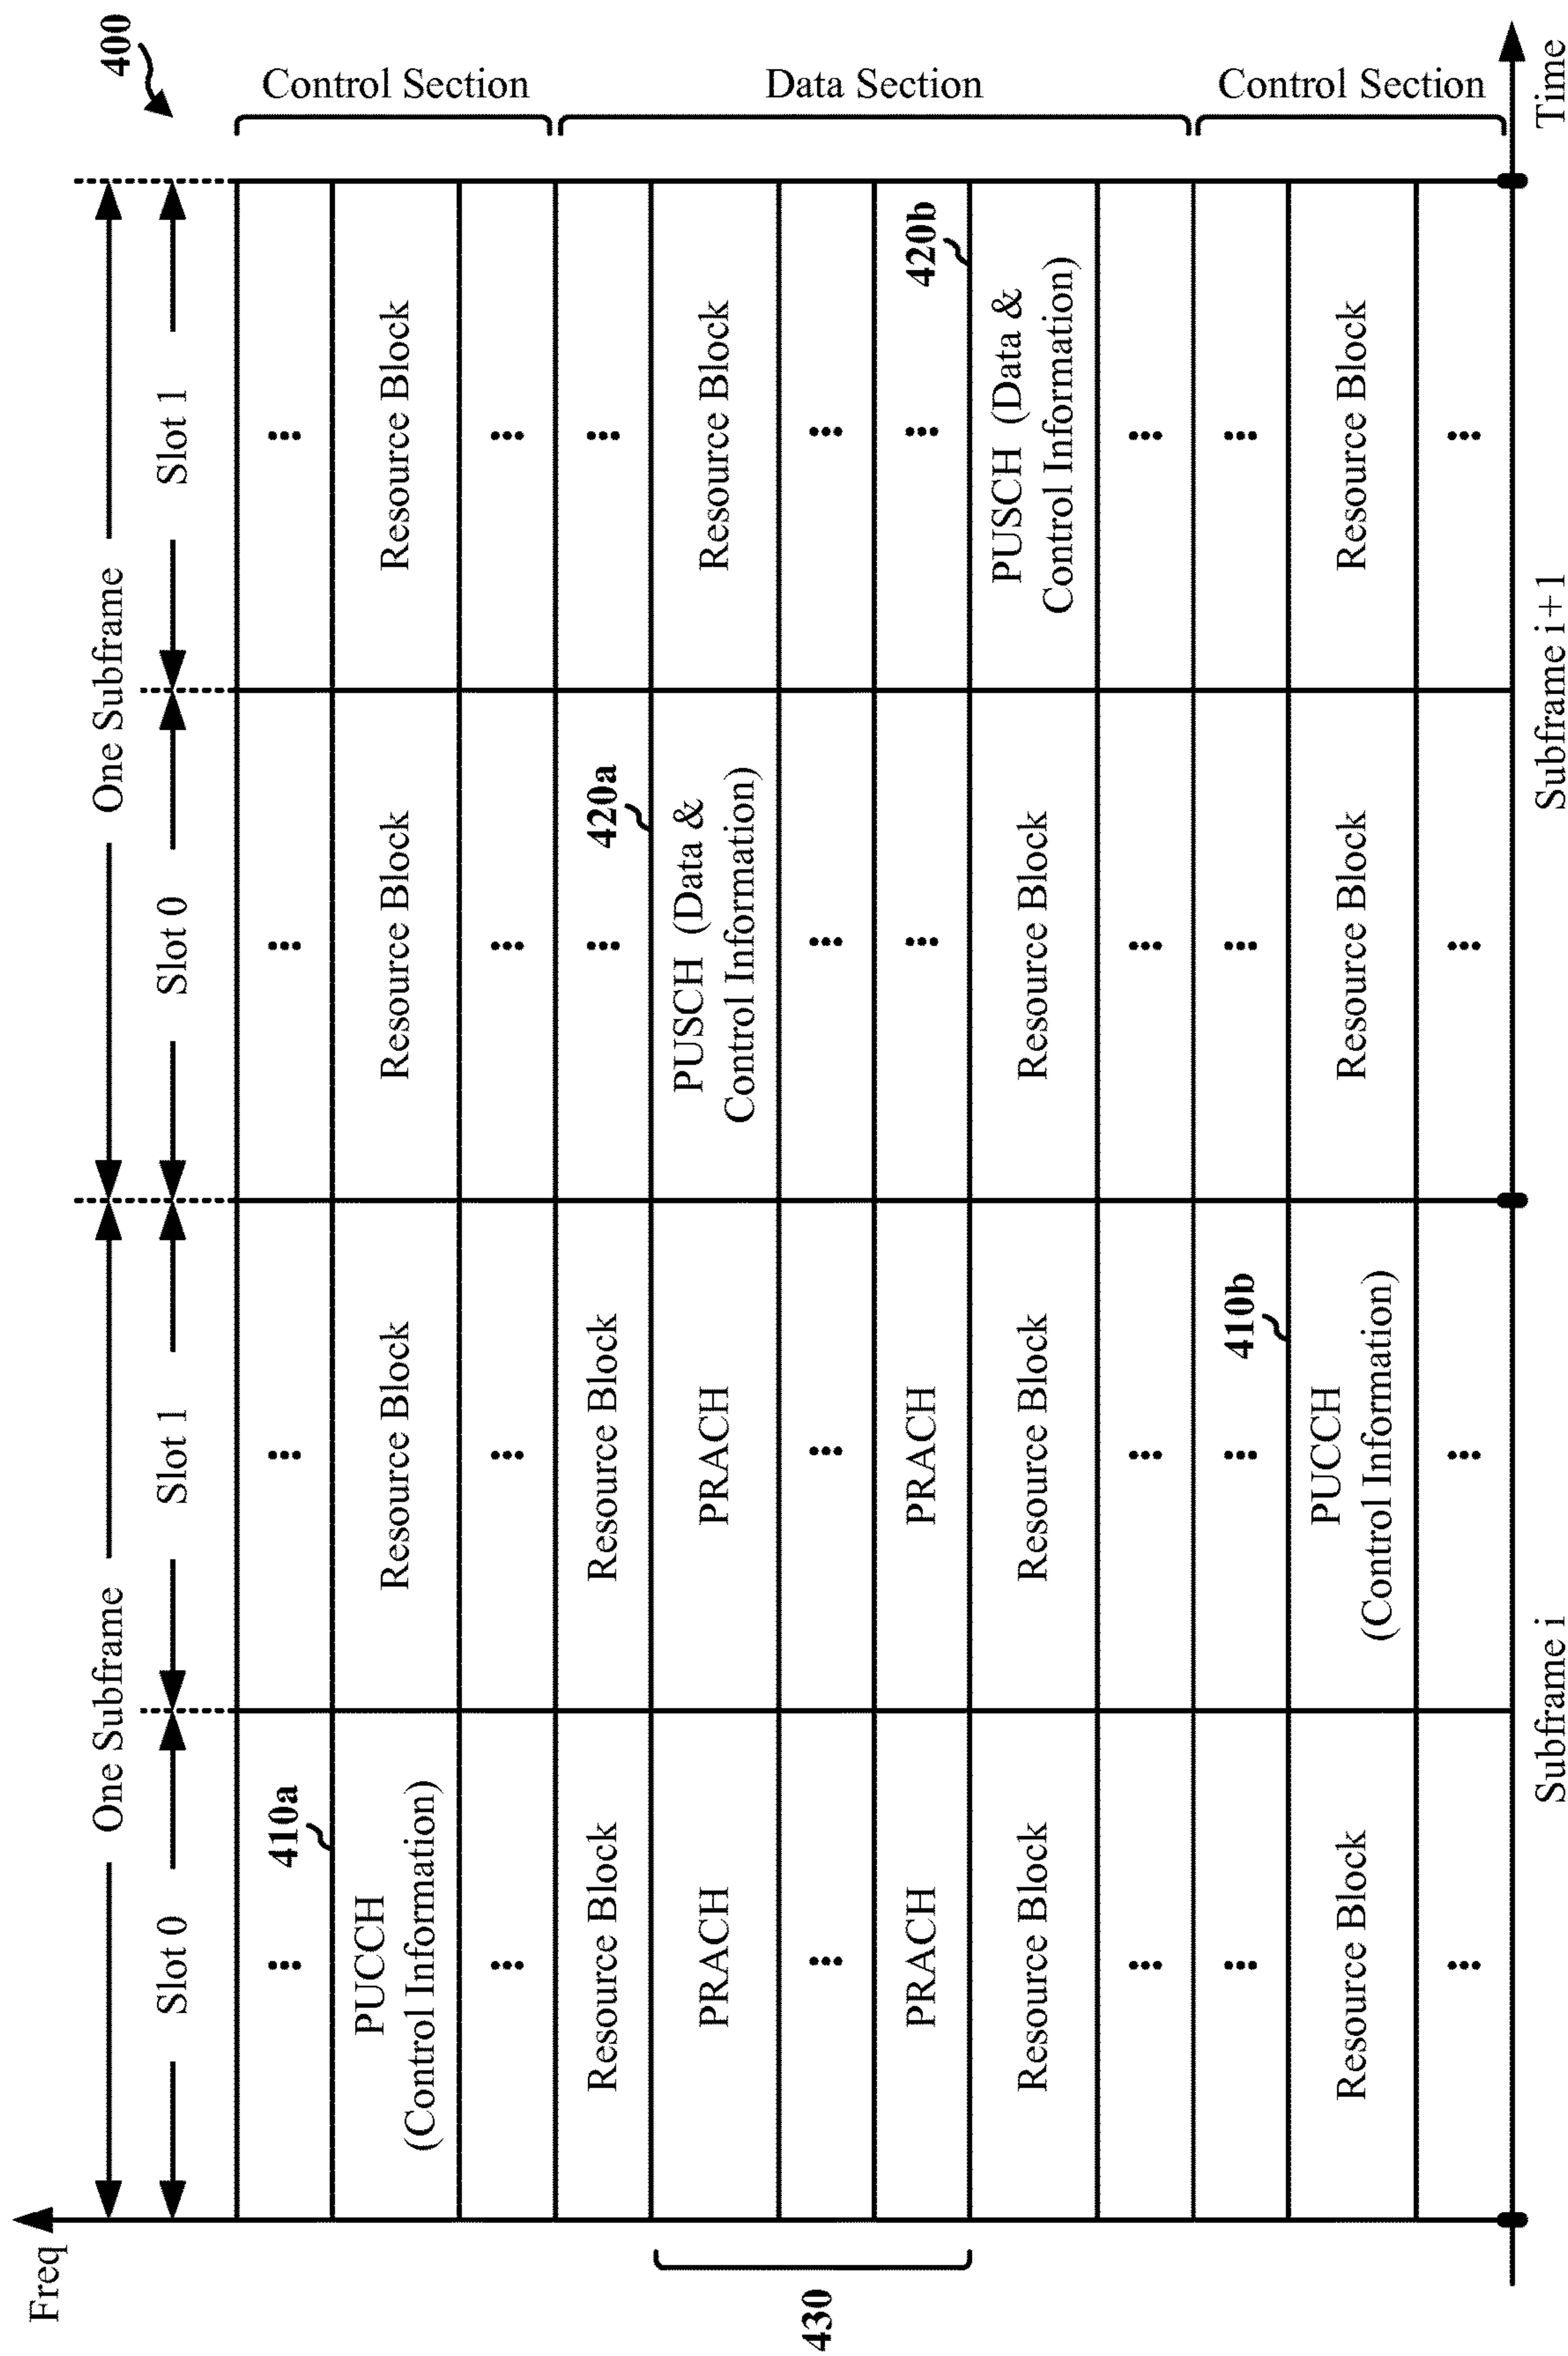 400
Freq
One Subframe
One Subframe
Slot 0
Slot 1
Slot 0
Slot 1
...
...
...
...
Control Section
410a
PUCCH
(Control Information)
Resource Block
Resource Block
Resource Block
...
...
...
...
Resource Block
Resource Block
...
...
Data Section
420a
PRACH
PRACH
PUSCH (Data &
Control Information)
Resource Block
430
...
...
...
...
PRACH
PRACH
...
...
420b
Resource Block
Resource Block
Resource Block
PUSCH (Data &
Control Information)
...
...
...
...
...
...
...
...
Control Section
410b
Resource Block
PUCCH
(Control Information)
Resource Block
Resource Block
...
...
...
...
Subframe i
Subframe i+1
Time